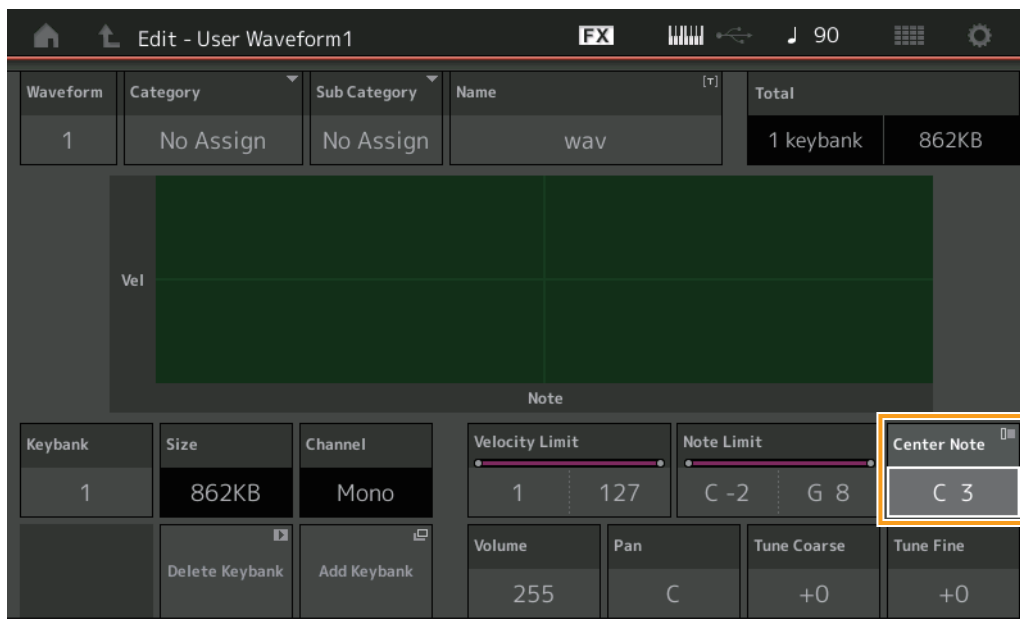 Edit - User Waveform1 FX 90
Waveform Category Sub Category Name [T] Total
1 No Assign No Assign wav 1 keybank 862KB
Vel
Note
Keybank Size Channel Velocity Limit Note Limit Center Note
1 862KB Mono 1 127 C -2 G 8 C 3
Delete Keybank Add Keybank Volume Pan Tune Coarse Tune Fine
255 C +0 +0